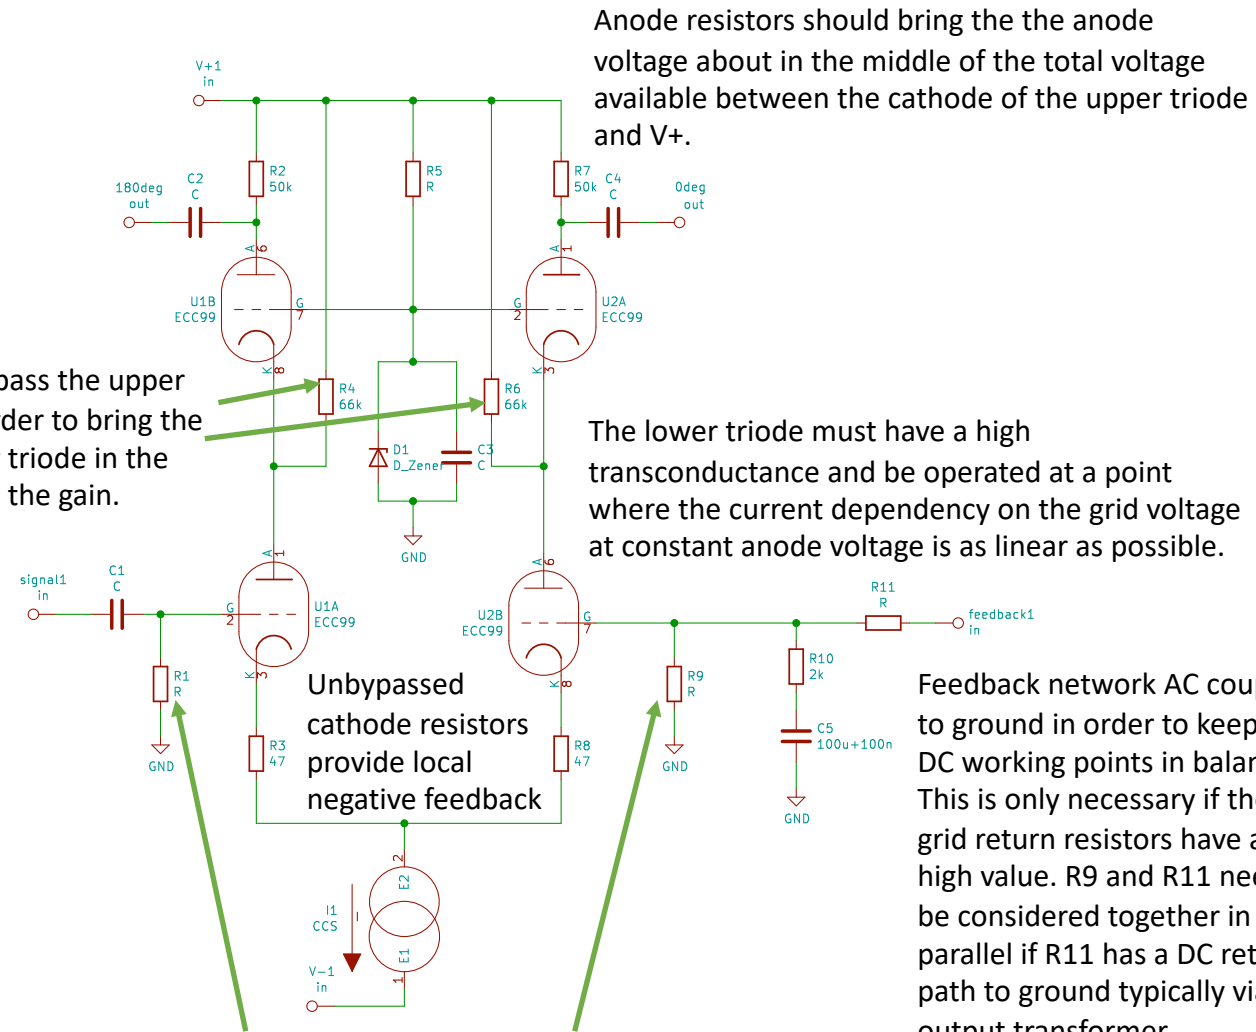 Anode resistors should bring the the anode
voltage about in the middle of the total voltage
available between the cathode of the upper triode
and V+.
V+1
in
R2
50k
R5
R
R7
50k
C2
C
180deg
out
C4
C
0deg
out
A
6
A
1
U1B
ECC99
G
7
G
2
U2A
ECC99
K
8
K
3
pass the upper
rder to bring the
triode in the
the gain.
R4
66k
R6
66k
D1
D_Zener
C3
C
GND
The lower triode must have a high
transconductance and be operated at a point
where the current dependency on the grid voltage
at constant anode voltage is as linear as possible.
signal1
in
C1
C
A
1
G
2
U1A
ECC99
K
3
R1
R
GND
A
6
U2B
ECC99
G
7
K
8
R11
R
feedback1
in
R9
R
GND
R10
2k
C5
100u+100n
GND
Unbypassed
cathode resistors
provide local
negative feedback
R3
47
R8
47
Feedback network AC coup
to ground in order to keep
DC working points in balan
This is only necessary if the
grid return resistors have a
high value. R9 and R11 nee
be considered together in
parallel if R11 has a DC ret
path to ground typically via
output transformer
2
E2
I1
CCS
I
E1
1
V-1
in